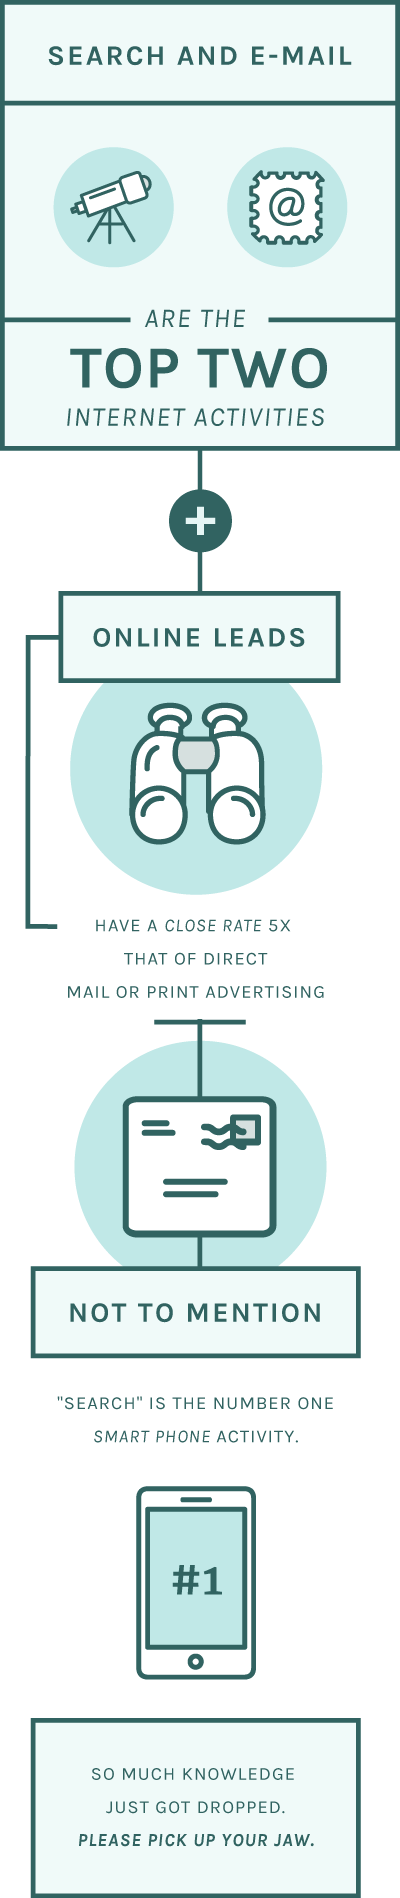 SEARCH AND E-MAIL
@
ARE THE
TOP TWO
INTERNET ACTIVITIES
+
ONLINE LEADS
HAVE A CLOSE RATE 5X
THAT OF DIRECT
MAIL OR PRINT ADVERTISING
NOT TO MENTION
"SEARCH" IS THE NUMBER ONE
SMART PHONE ACTIVITY.
#1
SO MUCH KNOWLEDGE
JUST GOT DROPPED.
PLEASE PICK UP YOUR JAW.